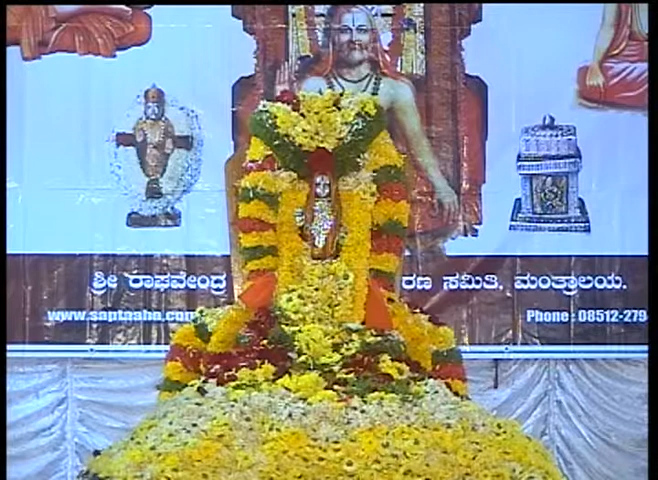 ಶ್ರೀ ರಾಘವೇಂದ್ರ ರಣ ಸಮಿತಿ, ಮಂತ್ರಾಲಯ.
www.saptaaha.com Phone: 08512-279